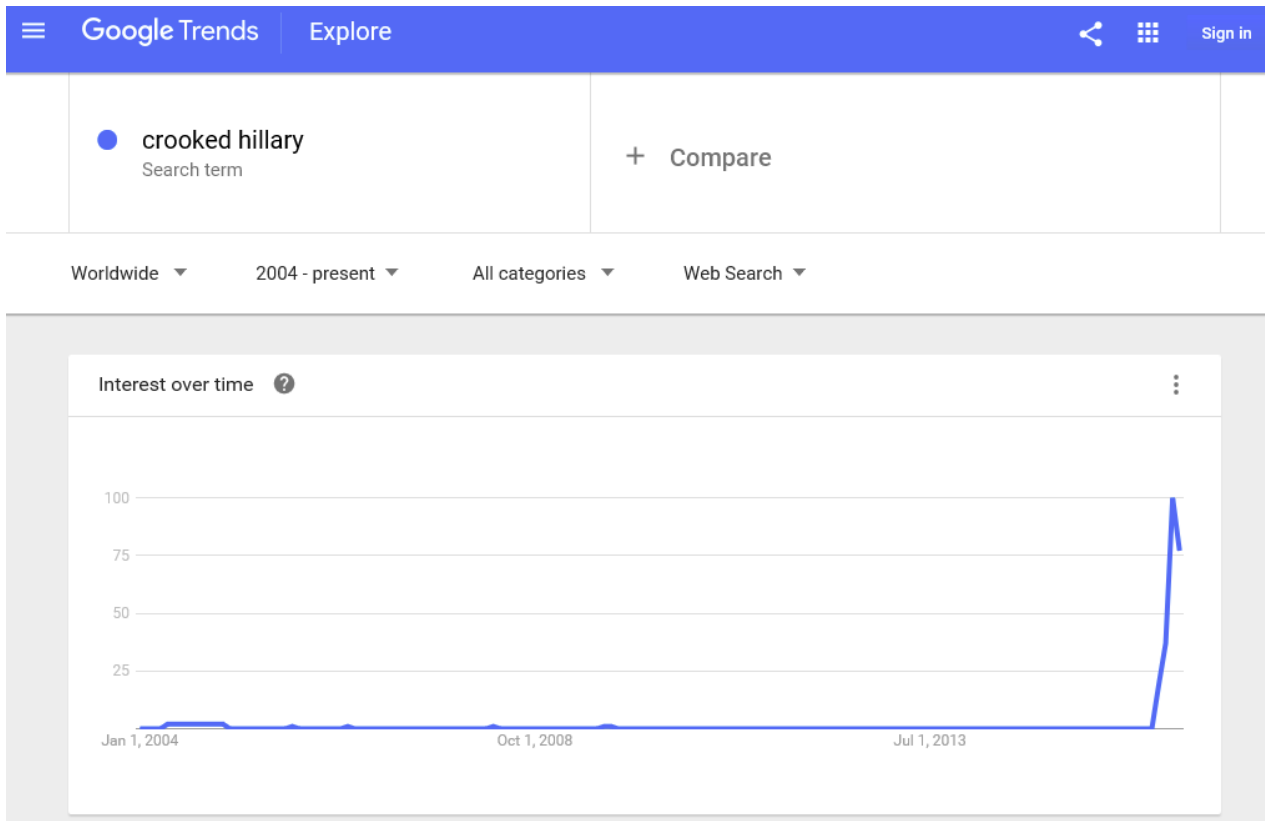 Google Trends Explore Sign in
crooked hillary
Search term
+ Compare
Worldwide 2004 - present All categories Web Search
Interest over time ?
100
75
50
25
Jan 1, 2004 Oct 1, 2008 Jul 1, 2013